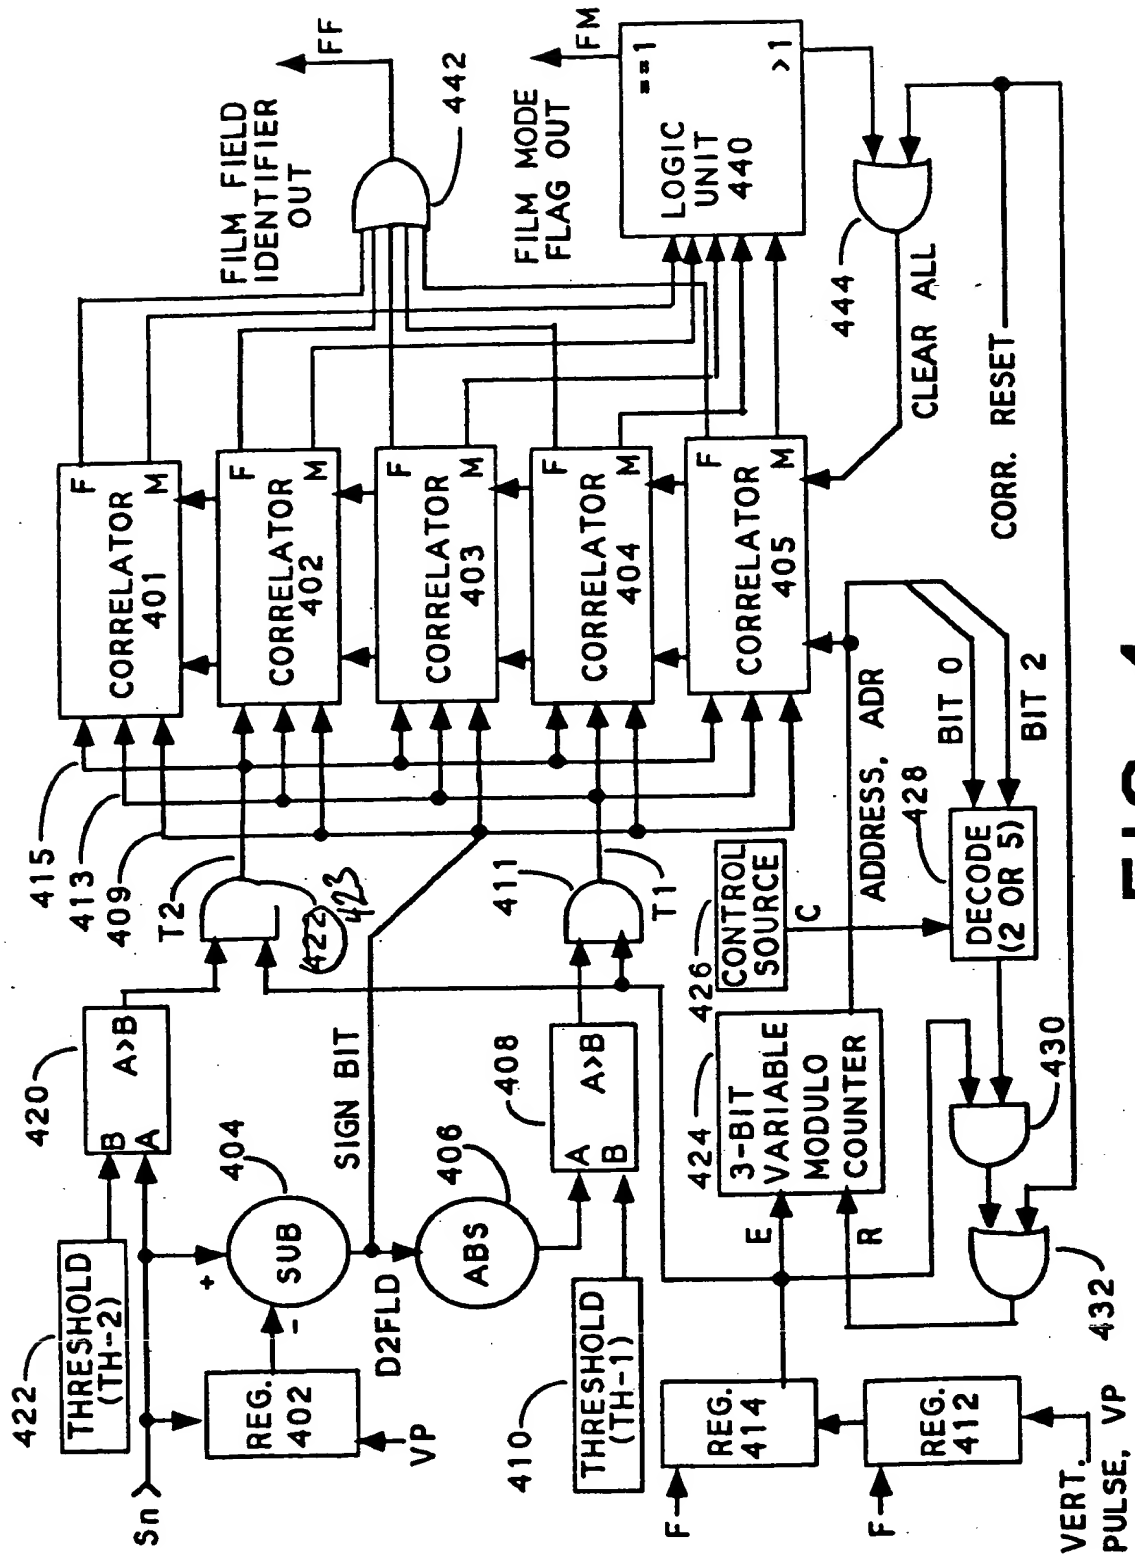 FILM FIELD
IDENTIFIER
OUT
FF
442
FILM MODE
FLAG OUT
FM
==1
>1
LOGIC
UNIT
440
444
CLEAR ALL
CORR. RESET
F
M
CORRELATOR
401
F
M
CORRELATOR
402
F
M
CORRELATOR
403
F
M
CORRELATOR
404
F
M
CORRELATOR
405
415
413
409
T2
422
423
411
T1
426
CONTROL
SOURCE
C
ADDRESS, ADR
BIT 0
BIT 2
428
DECODE
(2 OR 5)
420
A>B
B
A
SIGN BIT
408
A>B
A
B
424
3-BIT
VARIABLE
MODULO
COUNTER
E
R
430
432
422
THRESHOLD
(TH-2)
404
+
SUB
-
D2FLD
406
ABS
REG.
402
VP
Sn
410
THRESHOLD
(TH-1)
REG.
414
F
REG.
412
F
VERT.
PULSE, VP